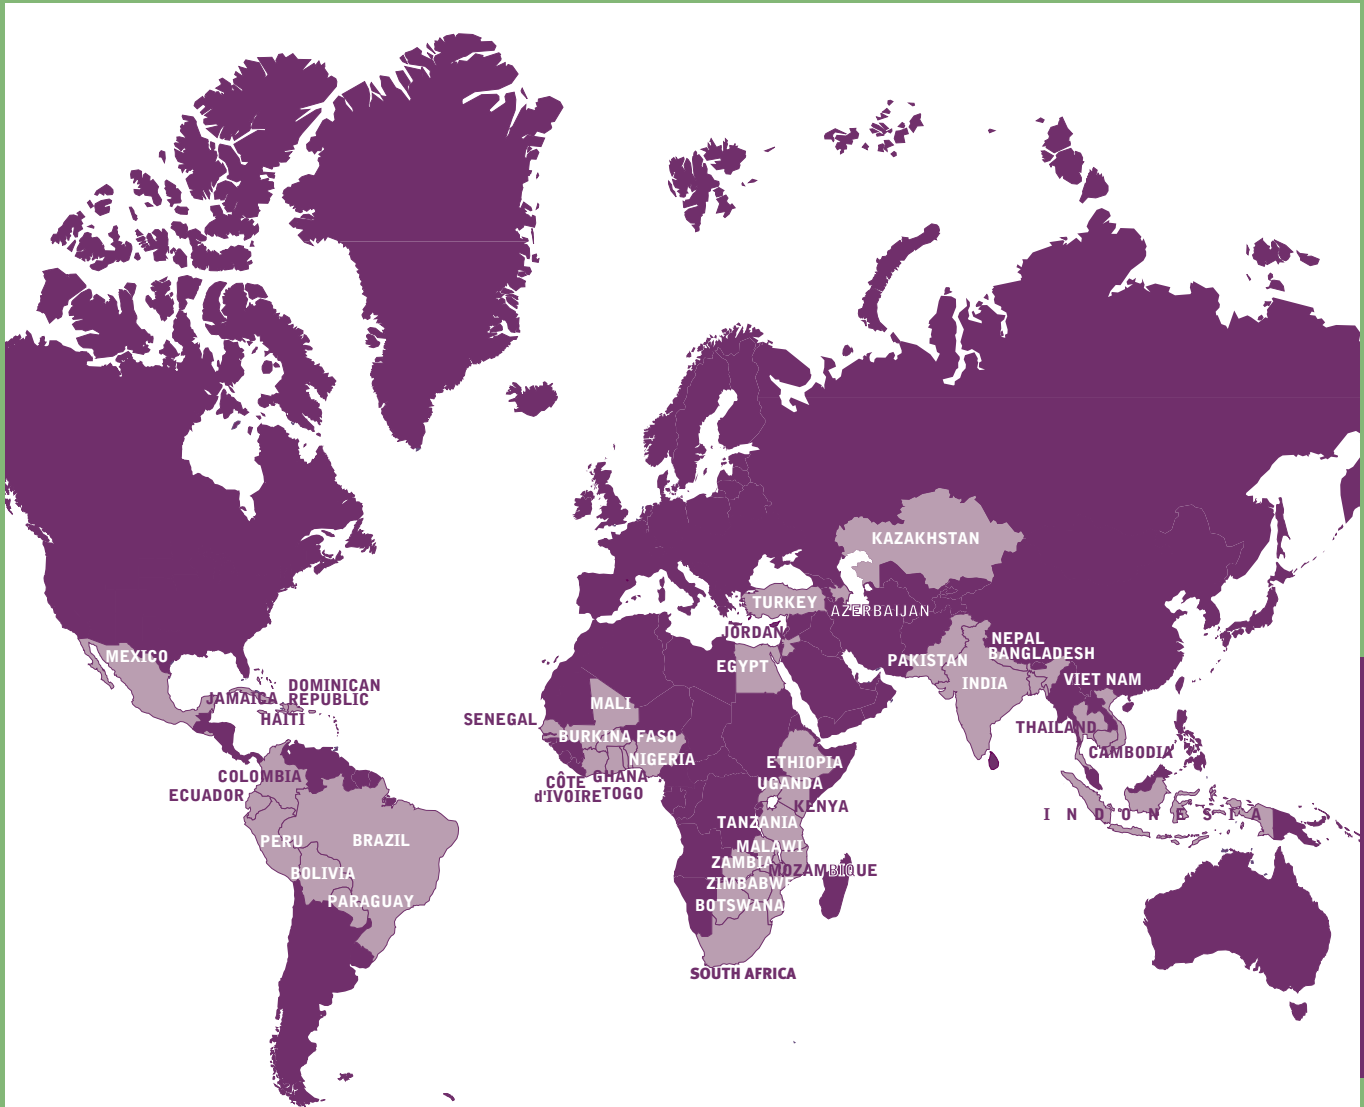 KAZAKHSTAN
TURKEY
AZERBAIJAN
JORDAN
NEPAL
BANGLADESH
MEXICO
EGYPT
PAKISTAN
INDIA
VIET NAM
DOMINICAN
REPUBLIC
JAMAICA
HAITI
MALI
SENEGAL
BURKINA FASO
THAILAND
CAMBODIA
NIGERIA
ETHIOPIA
COLOMBIA
CÔTE
d'IVOIRE
GHANA
TOGO
UGANDA
ECUADOR
KENYA
INDONESIA
TANZANIA
PERU
BRAZIL
MALAWI
ZAMBIA
MOZAMBIQUE
BOLIVIA
ZIMBABWE
PARAGUAY
BOTSWANA
SOUTH AFRICA